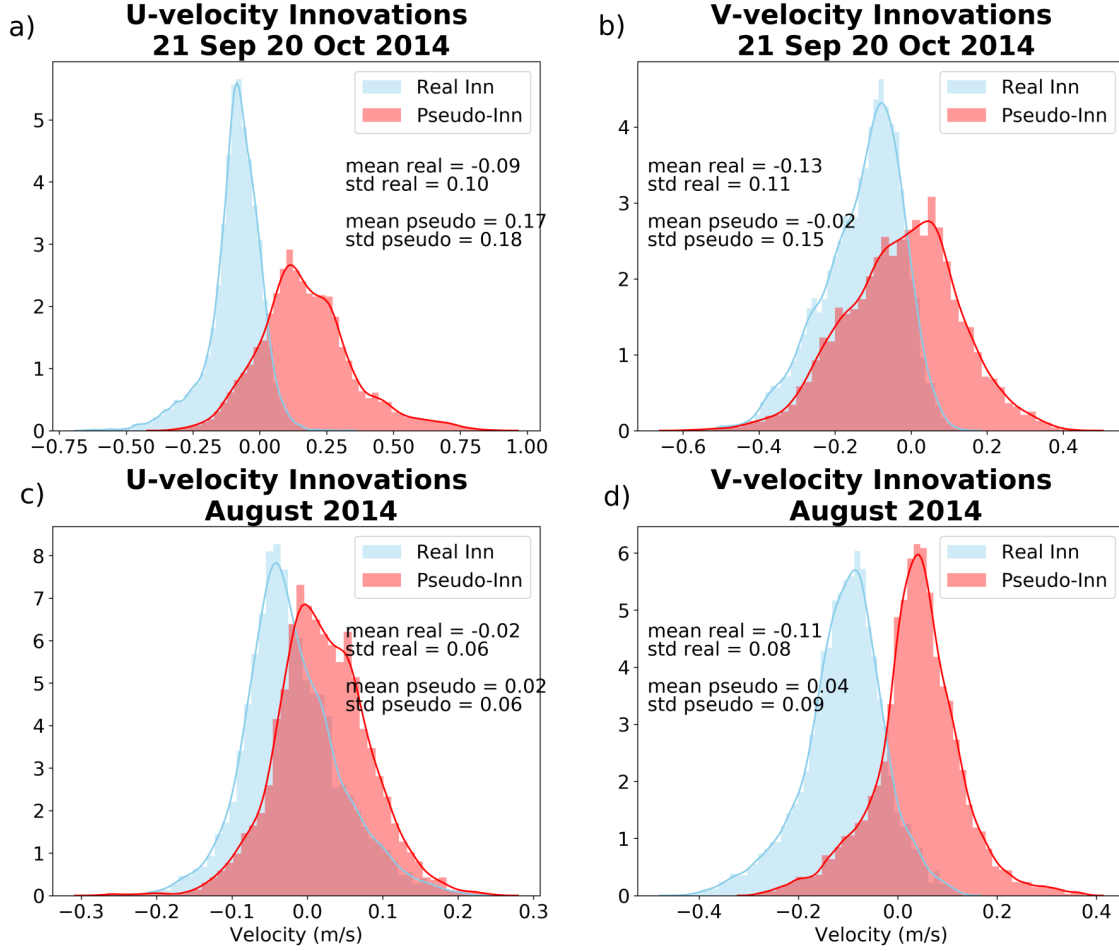 a)
U-velocity Innovations
21 Sep 20 Oct 2014
Real Inn
Pseudo-Inn
mean real = -0.09
std real = 0.10
mean pseudo = 0.17
std pseudo = 0.18
5
4
3
2
1
0
−0.75
−0.50
−0.25
0.00
0.25
0.50
0.75
1.00
b)
V-velocity Innovations
21 Sep 20 Oct 2014
Real Inn
Pseudo-Inn
mean real = -0.13
std real = 0.11
mean pseudo = -0.02
std pseudo = 0.15
4
3
2
1
0
−0.6
−0.4
−0.2
0.0
0.2
0.4
c)
U-velocity Innovations
August 2014
Real Inn
Pseudo-Inn
mean real = -0.02
std real = 0.06
mean pseudo = 0.02
std pseudo = 0.06
8
7
6
5
4
3
2
1
0
−0.3
−0.2
−0.1
0.0
0.1
0.2
0.3
Velocity (m/s)
d)
V-velocity Innovations
August 2014
Real Inn
Pseudo-Inn
mean real = -0.11
std real = 0.08
mean pseudo = 0.04
std pseudo = 0.09
6
5
4
3
2
1
0
−0.4
−0.2
0.0
0.2
0.4
Velocity (m/s)